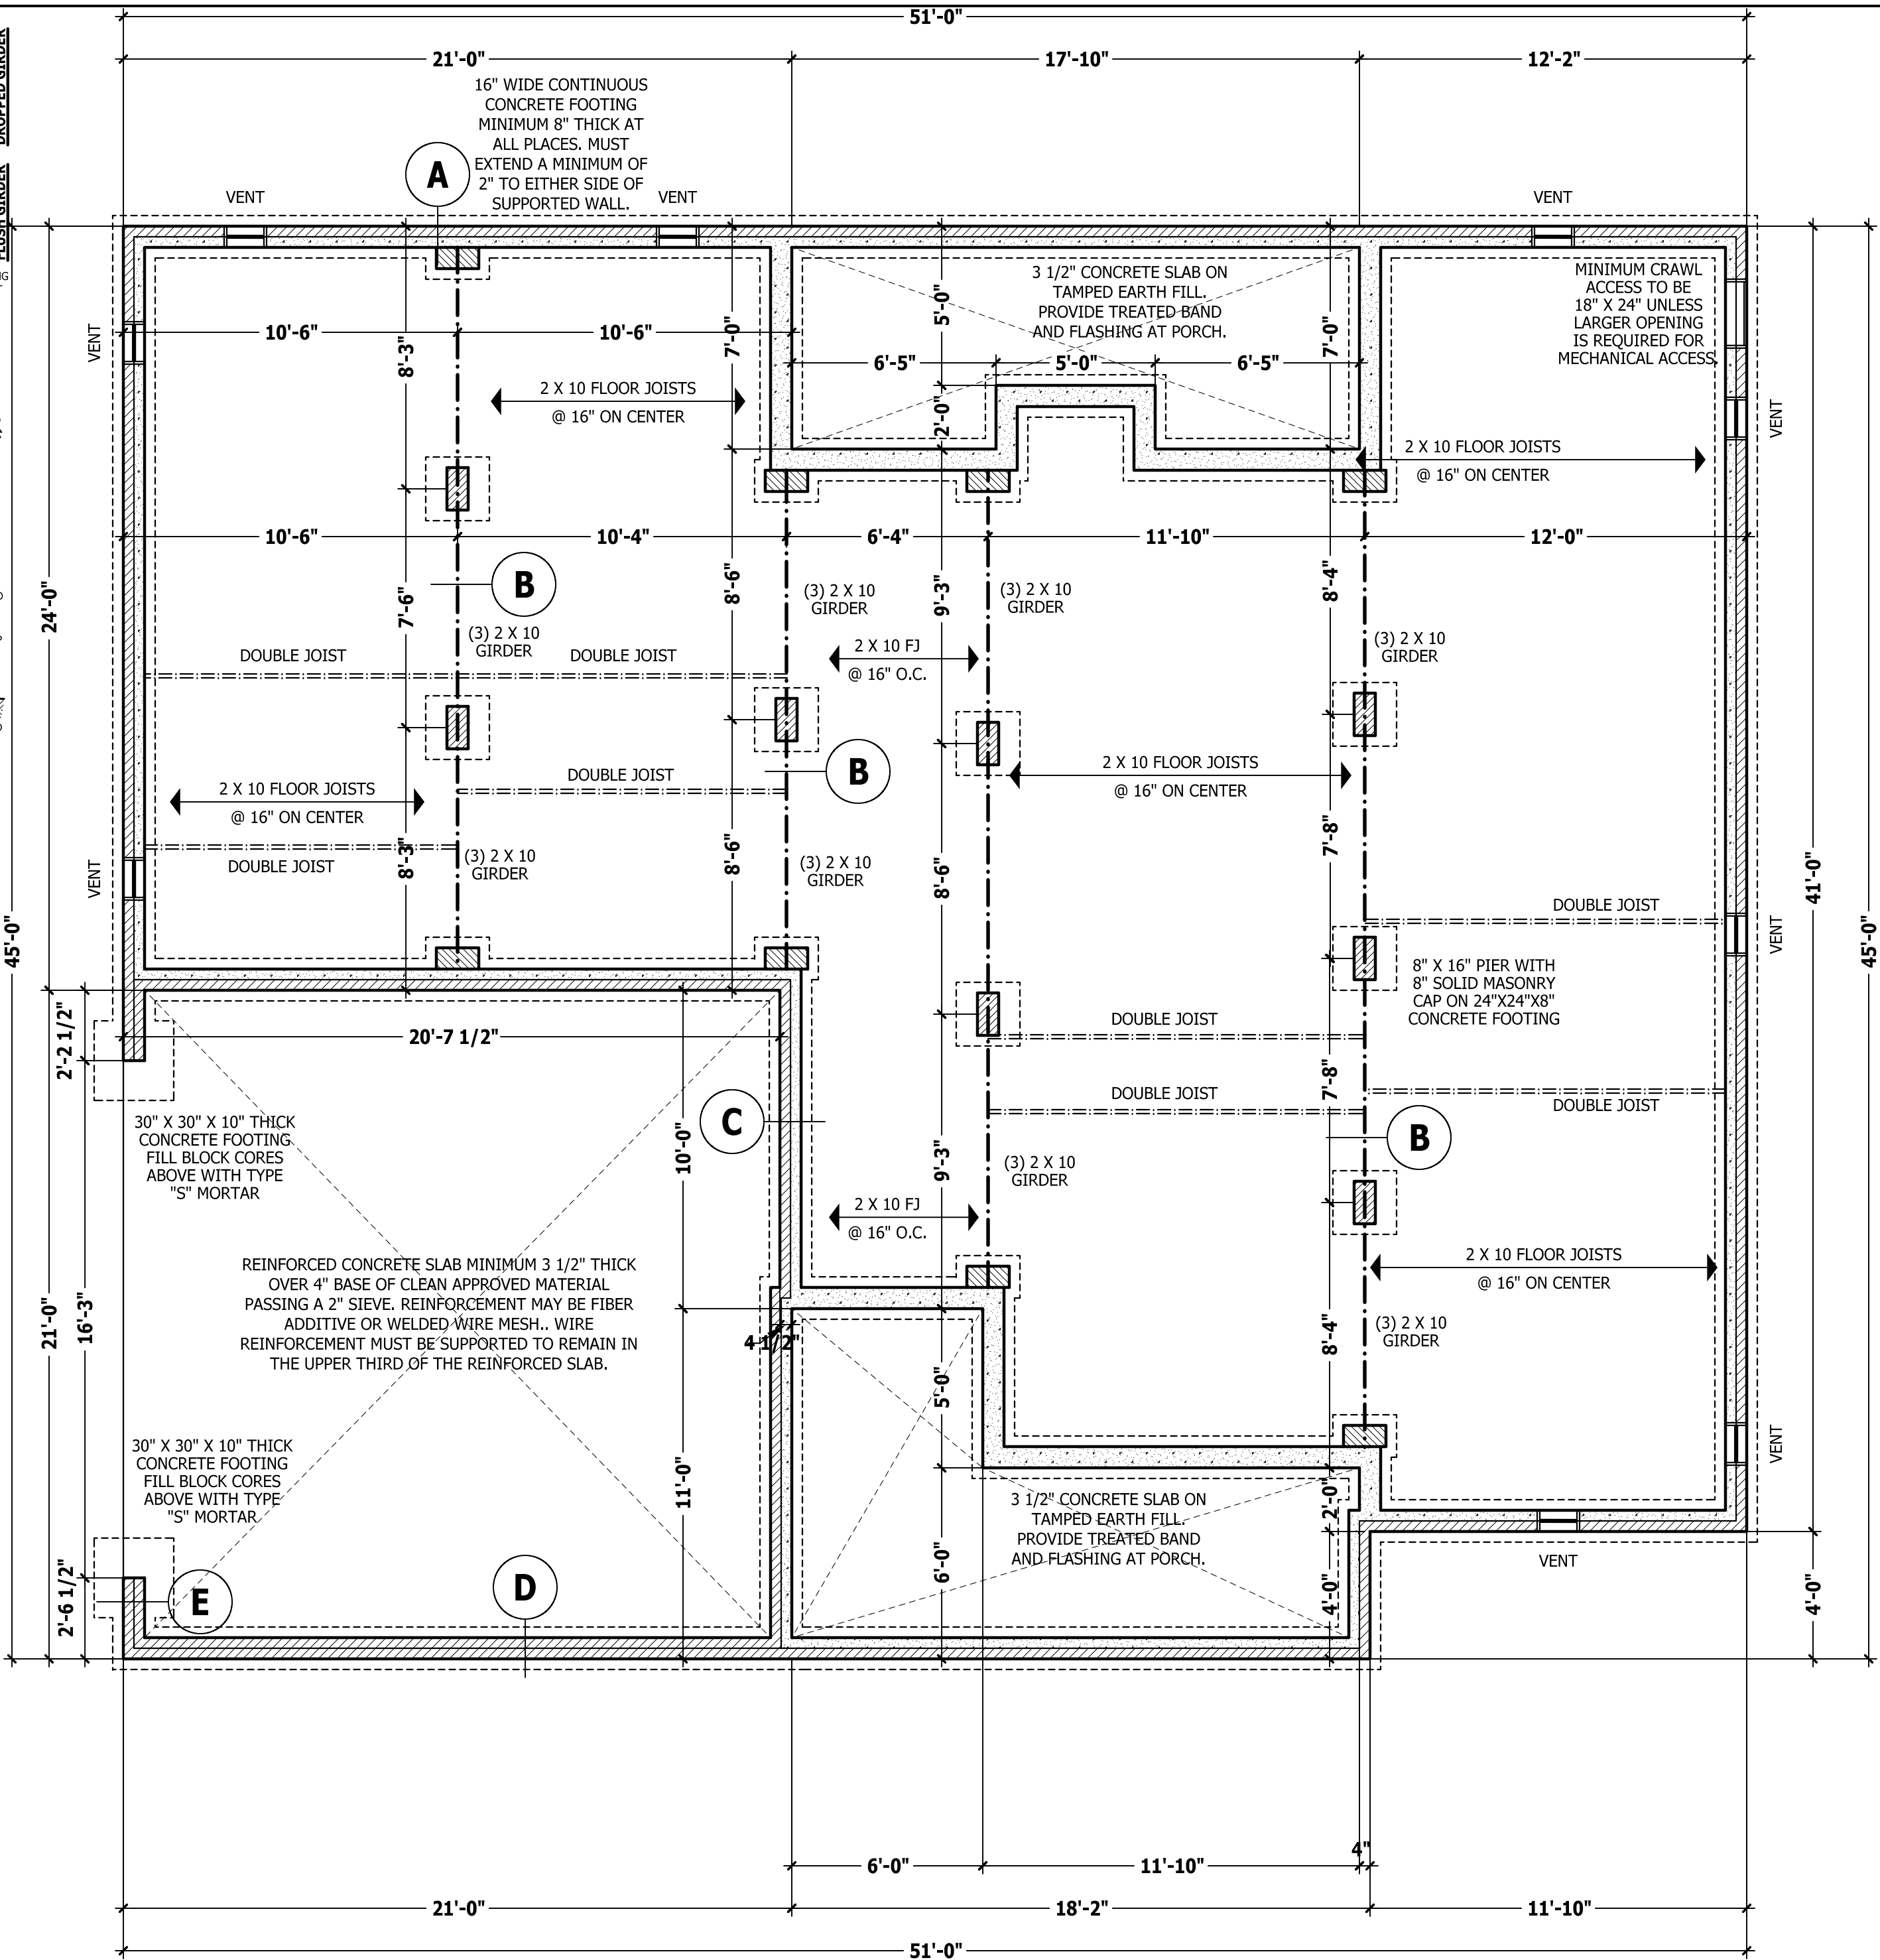 51'-0"
21'-0"
17'-10"
12'-2"
DROPPED GIRDER
FLUSH GIRDER
16" WIDE CONTINUOUS
CONCRETE FOOTING
MINIMUM 8" THICK AT
ALL PLACES. MUST
EXTEND A MINIMUM OF
2" TO EITHER SIDE OF
SUPPORTED WALL.
A
VENT
VENT
VENT
3 1/2" CONCRETE SLAB ON
TAMPED EARTH FILL.
PROVIDE TREATED BAND
AND FLASHING AT PORCH.
MINIMUM CRAWL
ACCESS TO BE
18" X 24" UNLESS
LARGER OPENING
IS REQUIRED FOR
MECHANICAL ACCESS.
VENT
10'-6"
10'-6"
8'-3"
7'-0"
5'-0"
7'-0"
6'-5"
5'-0"
6'-5"
2 X 10 FLOOR JOISTS
@ 16" ON CENTER
2'-0"
VENT
2 X 10 FLOOR JOISTS
@ 16" ON CENTER
10'-6"
10'-4"
6'-4"
11'-10"
12'-0"
24'-0"
7'-6"
B
8'-6"
9'-3"
8'-4"
(3) 2 X 10
GIRDER
(3) 2 X 10
GIRDER
(3) 2 X 10
GIRDER
(3) 2 X 10
GIRDER
DOUBLE JOIST
DOUBLE JOIST
2 X 10 FJ
@ 16" O.C.
B
DOUBLE JOIST
2 X 10 FLOOR JOISTS
@ 16" ON CENTER
2 X 10 FLOOR JOISTS
@ 16" ON CENTER
7'-8"
VENT
8'-3"
8'-6"
8'-6"
DOUBLE JOIST
(3) 2 X 10
GIRDER
(3) 2 X 10
GIRDER
41'-0"
45'-0"
45'-0"
DOUBLE JOIST
VENT
8" X 16" PIER WITH
8" SOLID MASONRY
CAP ON 24"X24"X8"
CONCRETE FOOTING
2'-2 1/2"
20'-7 1/2"
DOUBLE JOIST
DOUBLE JOIST
7'-8"
DOUBLE JOIST
30" X 30" X 10" THICK
CONCRETE FOOTING
FILL BLOCK CORES
ABOVE WITH TYPE
"S" MORTAR
C
10'-0"
9'-3"
B
(3) 2 X 10
GIRDER
2 X 10 FJ
@ 16" O.C.
2 X 10 FLOOR JOISTS
@ 16" ON CENTER
REINFORCED CONCRETE SLAB MINIMUM 3 1/2" THICK
OVER 4" BASE OF CLEAN APPROVED MATERIAL
PASSING A 2" SIEVE. REINFORCEMENT MAY BE FIBER
ADDITIVE OR WELDED WIRE MESH.. WIRE
REINFORCEMENT MUST BE SUPPORTED TO REMAIN IN
THE UPPER THIRD OF THE REINFORCED SLAB.
21'-0"
16'-3"
4 1/2"
8'-4"
(3) 2 X 10
GIRDER
5'-0"
30" X 30" X 10" THICK
CONCRETE FOOTING
FILL BLOCK CORES
ABOVE WITH TYPE
"S" MORTAR
11'-0"
VENT
3 1/2" CONCRETE SLAB ON
TAMPED EARTH FILL.
PROVIDE TREATED BAND
AND FLASHING AT PORCH.
2'-0"
6'-0"
VENT
2'-6 1/2"
E
D
4'-0"
4'-0"
4"
6'-0"
11'-10"
21'-0"
18'-2"
11'-10"
51'-0"